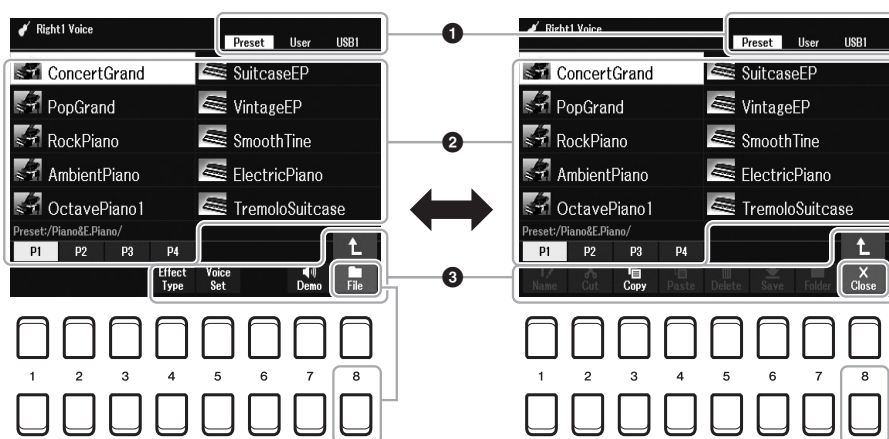 Right1 Voice
Preset User USB1
ConcertGrand SuitcaseEP
PopGrand VintageEP
RockPiano SmoothTine
AmbientPiano ElectricPiano
OctavePiano1 TremoloSuitcase
Preset:/Piano&E.Piano/
P1 P2 P3 P4
Effect Type Voice Set Demo File
1 2 3 4 5 6 7 8
1
2
3
Right1 Voice
Preset User USB1
ConcertGrand SuitcaseEP
PopGrand VintageEP
RockPiano SmoothTine
AmbientPiano ElectricPiano
OctavePiano1 TremoloSuitcase
Preset:/Piano&E.Piano/
P1 P2 P3 P4
Name Cut Copy Paste Delete Save Folder Close
1 2 3 4 5 6 7 8